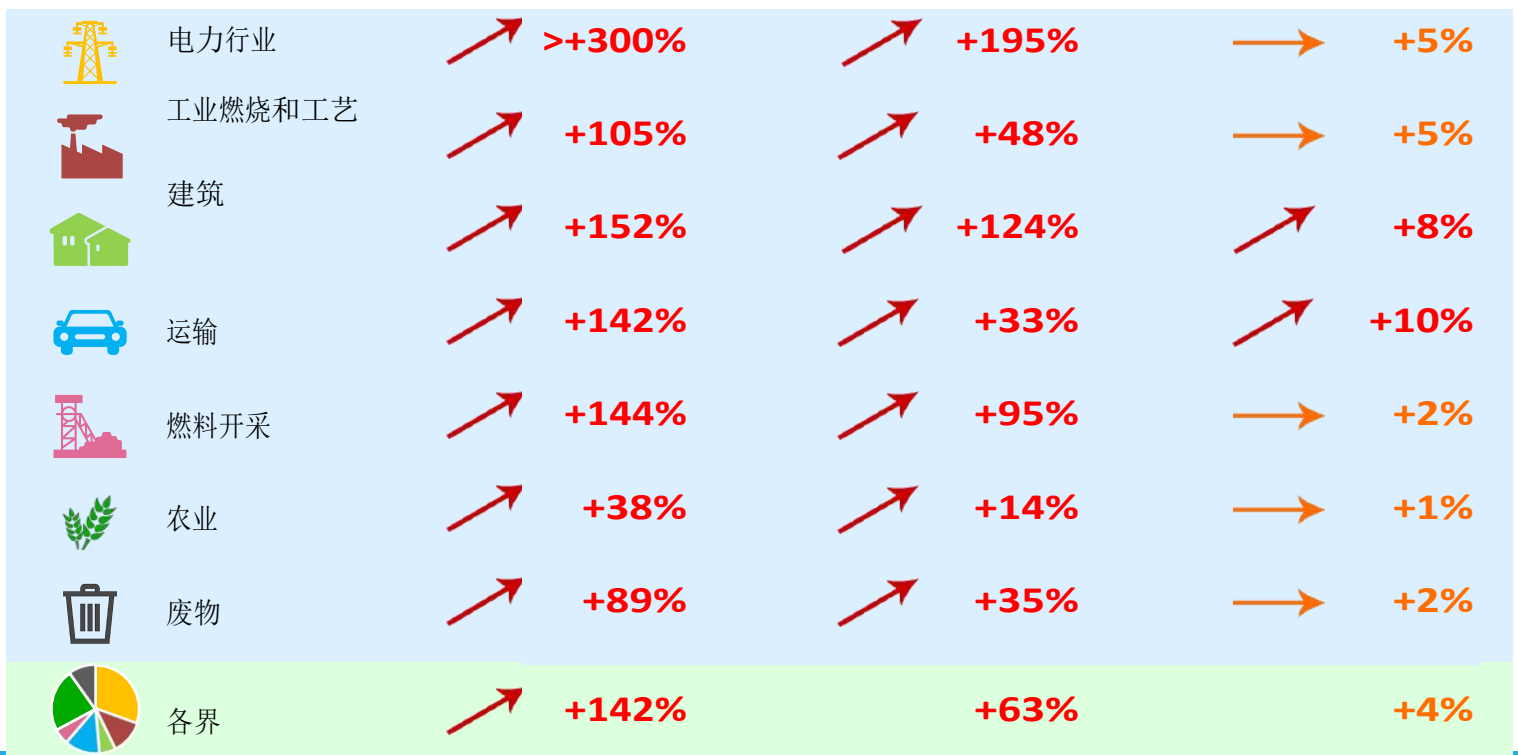 电力行业 >+300% +195% +5%
工业燃烧和工艺 +105% +48% +5%
建筑 +152% +124% +8%
运输 +142% +33% +10%
燃料开采 +144% +95% +2%
农业 +38% +14% +1%
废物 +89% +35% +2%
各界 +142% +63% +4%